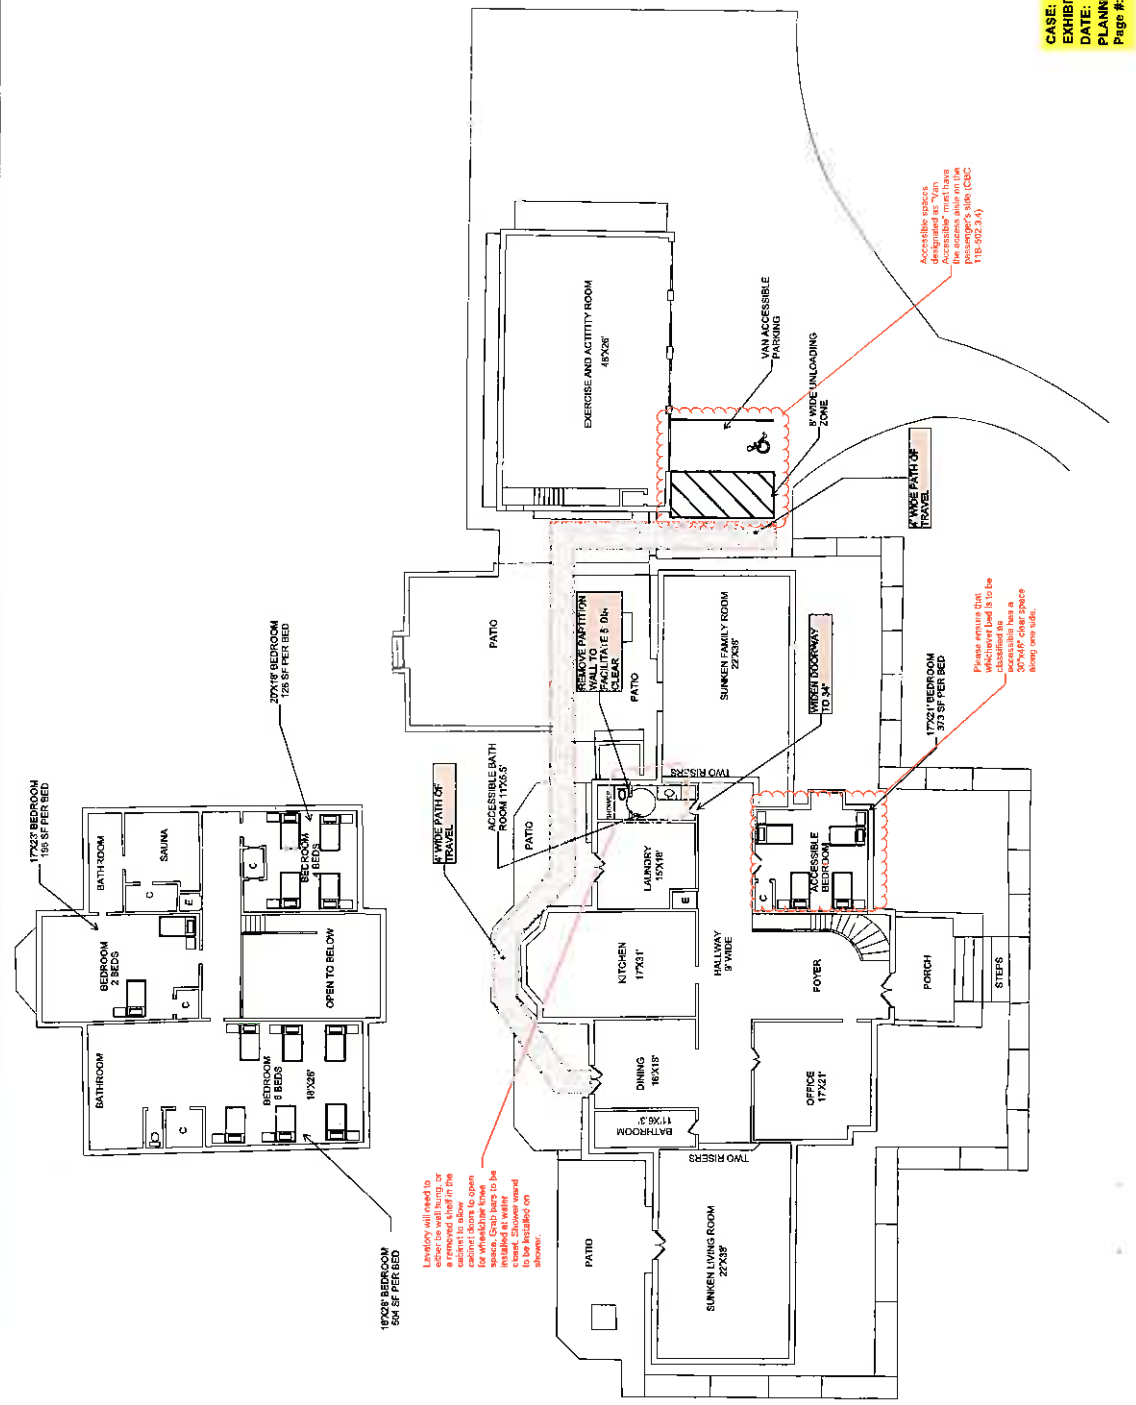 CASE:
EXHIBI
DATE:
PLANN
Page #:
17'X23' BEDROOM
195 SF PER BED
20'X18' BEDROOM
128 SF PER BED
18'X28' BEDROOM
504 SF PER BED
BATHROOM
SAUNA
C
E
BEDROOM
2 BEDS
C
BEDROOM
4 BEDS
C
OPEN TO BELOW
BATHROOM
C
BEDROOM
6 BEDS
18'X28'
EXERCISE AND ACTITITY ROOM
48'X26'
VAN ACCESSIBLE
PARKING
8' WIDE UNLOADING
ZONE
4' WIDE PATH OF
TRAVEL
Accessible spaces
designated as "Van
Accessible" must have
the access aisle on the
passenger's side (CBC
11B-502.3.4)
PATIO
REMOVE PARTITION
WALL TO
FACILITATE 5' DIA
CLEAR
PATIO
SUNKEN FAMILY ROOM
22'X36'
WIDEN DOORWAY
TO 34"
TWO RISERS
4' WIDE PATH OF
TRAVEL
ACCESSIBLE BATH
ROOM 11'X5.5'
PATIO
SHOWER
LAUNDRY
15'X18'
E
KITCHEN
17'X31'
HALLWAY
9' WIDE
C
ACCESSIBLE
BEDROOM
17'X21' BEDROOM
373 SF PER BED
Please ensure that
whichever bed is to be
classified as
accessible has a
30"x48" clear space
along one side.
FOYER
PORCH
STEPS
DINING
16'X18'
BATHROOM
11'X6.3'
OFFICE
17'X21'
TWO RISERS
PATIO
SUNKEN LIVING ROOM
22'X38'
Lavatory will need to
either be wall hung, or
a removed shelf in the
cabinet to allow
cabinet doors to open
for wheelchair knee
space. Grab bars to be
installed at water
closet. Shower wand
to be installed on
shower.